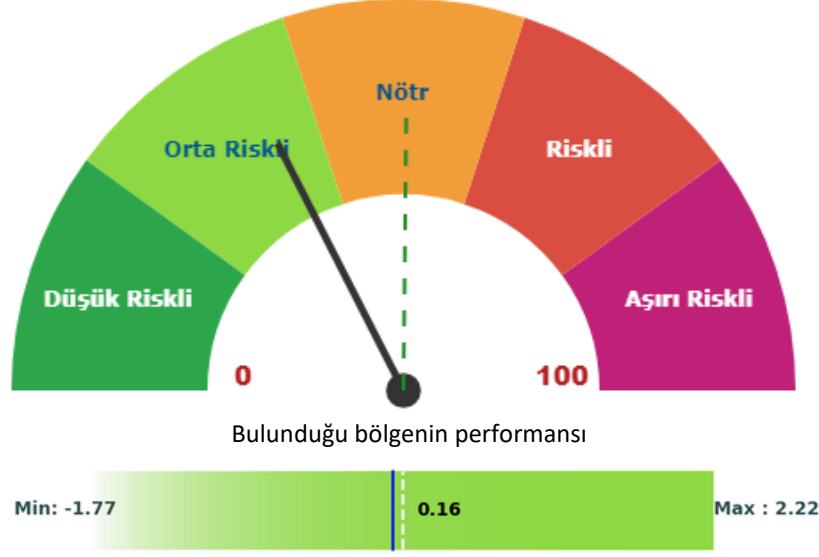 Nötr
Orta Riskli
Riskli
Düşük Riskli
Aşırı Riskli
0
100
Bulunduğu bölgenin performansı
Min: -1.77
0.16
Max : 2.22